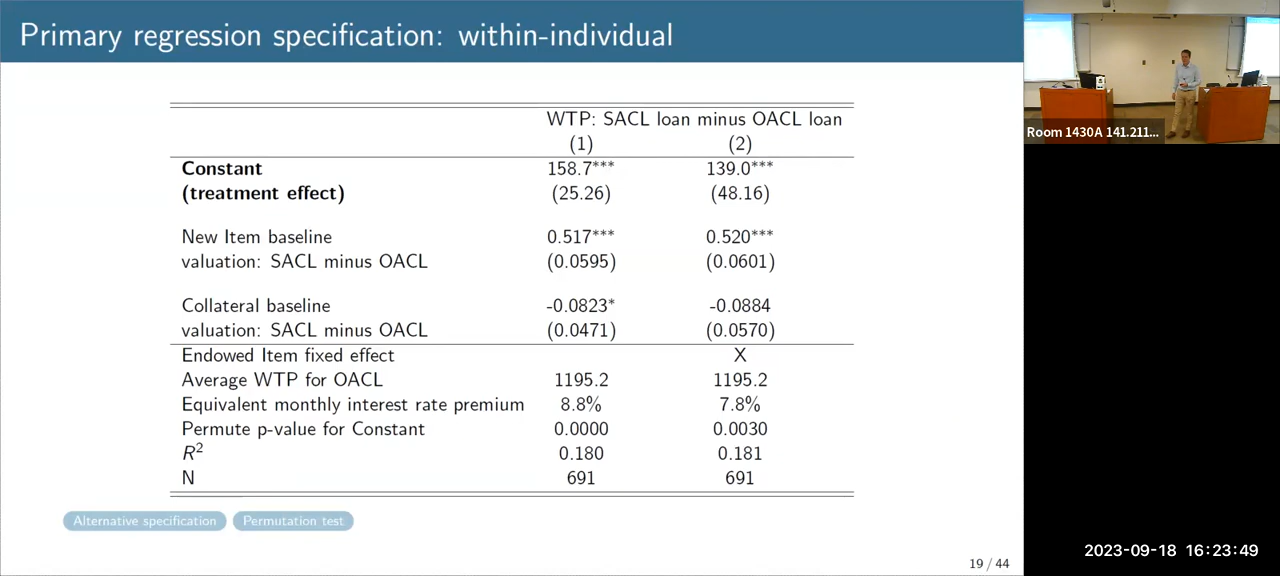 Primary regression specification: within-individual
WTP: SACL loan minus OACL loan
(1) (2)
Constant 158.7*** 139.0***
(treatment effect) (25.26) (48.16)
New Item baseline 0.517*** 0.520***
valuation: SACL minus OACL (0.0595) (0.0601)
Collateral baseline -0.0823* -0.0884
valuation: SACL minus OACL (0.0471) (0.0570)
Endowed Item fixed effect X
Average WTP for OACL 1195.2 1195.2
Equivalent monthly interest rate premium 8.8% 7.8%
Permute p-value for Constant 0.0000 0.0030
R² 0.180 0.181
N 691 691
Alternative specification Permutation test
19 / 44
Room 1430A 141.211...
2023-09-18 16:23:49